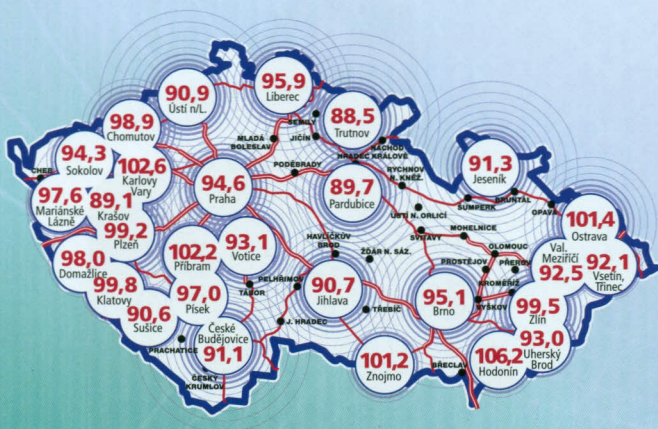 90,9
Ústí n/L.
95,9
Liberec
98,9
Chomutov
88,5
Trutnov
SEMILY
JIČÍN
MLADÁ
BOLESLAV
NÁCHOD
HRADEC KRÁLOVÉ
94,3
Sokolov
CHEB
102,6
Karlovy
Vary
PODĚBRADY
RYCHNOV
N. KNĚŽ.
91,3
Jeseník
94,6
Praha
89,7
Pardubice
97,6
Mariánské
Lázně
89,1
Krašov
ŠUMPERK
BRUNTÁL
OPAVA
ÚSTÍ N. ORLICÍ
101,4
Ostrava
99,2
Plzeň
SVITAVY
MOHELNICE
93,1
Votice
HAVLÍČKŮV
BROD
ŽĎÁR N. SÁZ.
OLOMOUC
Val.
Meziříčí
92,5
98,0
Domažlice
102,2
Příbram
PROSTĚJOV
PŘEROV
92,1
Vsetín,
Třinec
99,8
Klatovy
97,0
Písek
PELHŘIMOV
TÁBOR
90,7
Jihlava
95,1
Brno
KROMĚŘÍŽ
VYŠKOV
99,5
Zlín
90,6
Sušice
TŘEBÍČ
J. HRADEC
České
Budějovice
91,1
93,0
Uherský
Brod
PRACHATICE
ČESKÝ
KRUMLOV
101,2
Znojmo
BŘECLAV
106,2
Hodonín